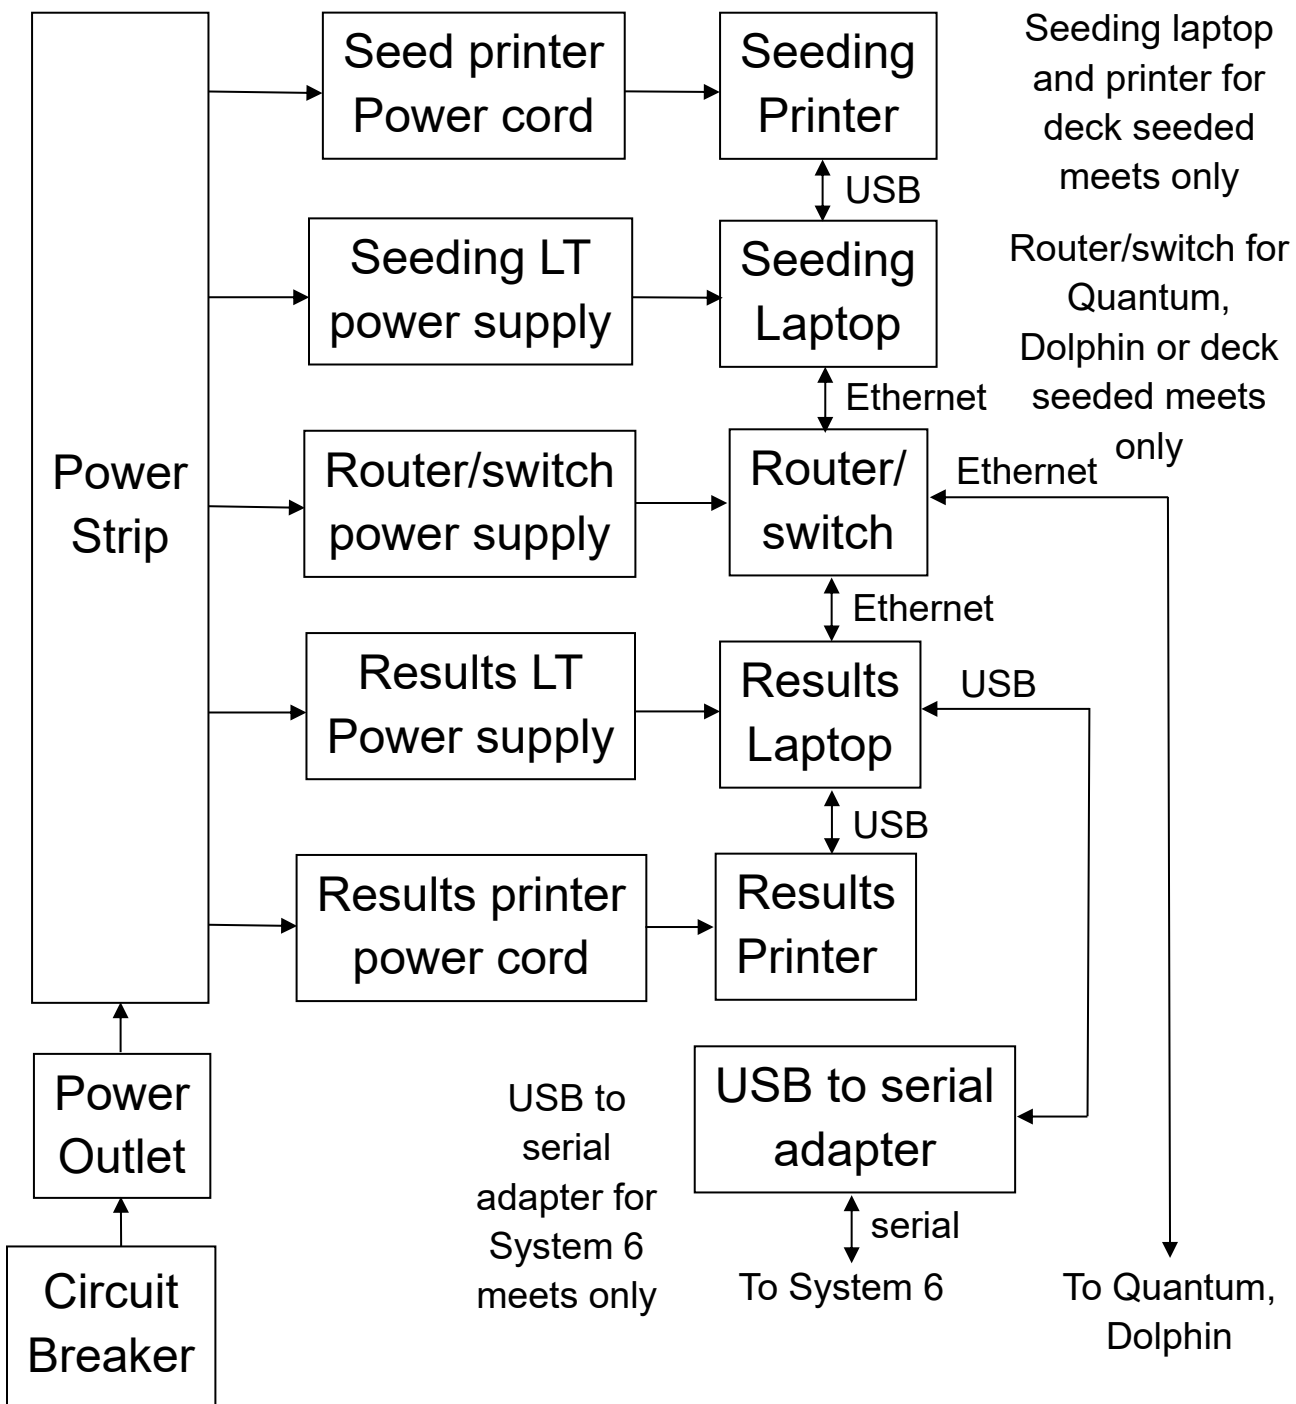 Seed printer
Power cord
Seeding
Printer
Seeding laptop
and printer for
deck seeded
meets only
USB
Seeding LT
power supply
Seeding
Laptop
Router/switch for
Quantum,
Dolphin or deck
seeded meets
only
Ethernet
Power
Strip
Router/switch
power supply
Router/
switch
Ethernet
Ethernet
Results LT
Power supply
Results
Laptop
USB
USB
Results printer
power cord
Results
Printer
Power
Outlet
USB to
serial
adapter for
System 6
meets only
USB to serial
adapter
serial
To System 6
To Quantum,
Dolphin
Circuit
Breaker